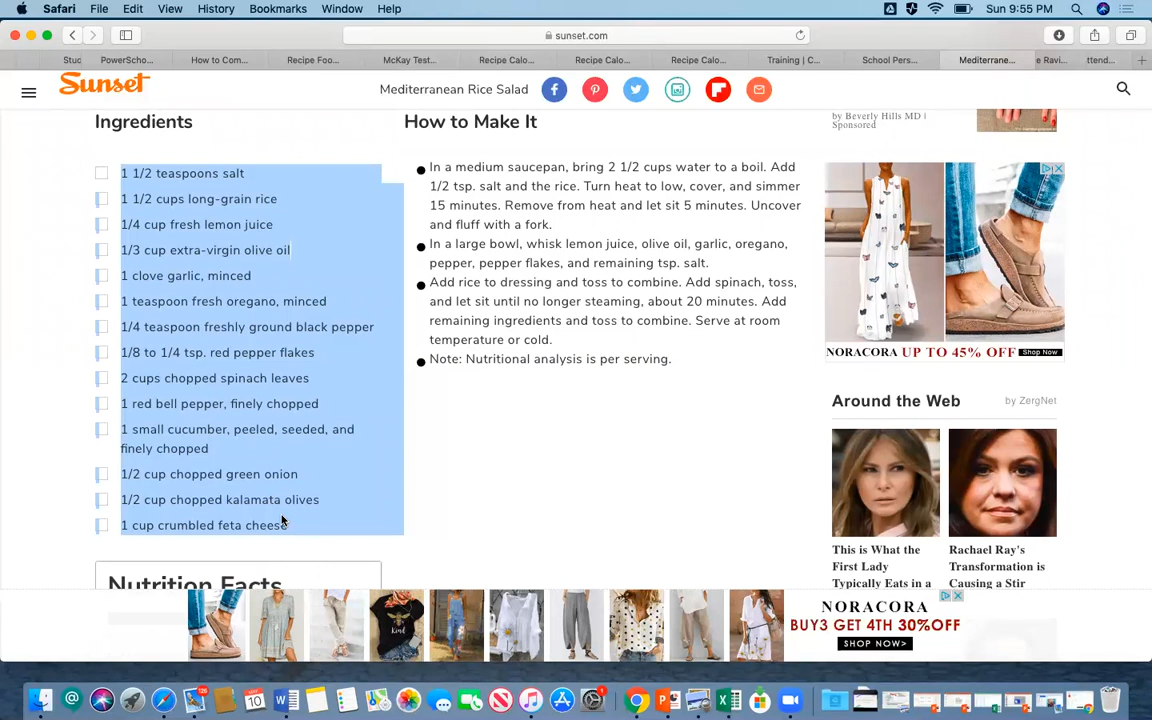 Safari File Edit View History Bookmarks Window Help Sun 9:55 PM
sunset.com
Stuc PowerScho... How to Com... Recipe Foo... McKay Test... Recipe Calo... Recipe Calo... Recipe Calo... Training | C... School Pers... Mediterrane... e Ravi... ttend...
Sunset
Mediterranean Rice Salad
Ingredients
1 1/2 teaspoons salt
1 1/2 cups long-grain rice
1/4 cup fresh lemon juice
1/3 cup extra-virgin olive oil
1 clove garlic, minced
1 teaspoon fresh oregano, minced
1/4 teaspoon freshly ground black pepper
1/8 to 1/4 tsp. red pepper flakes
2 cups chopped spinach leaves
1 red bell pepper, finely chopped
1 small cucumber, peeled, seeded, and
finely chopped
1/2 cup chopped green onion
1/2 cup chopped kalamata olives
1 cup crumbled feta cheese
Nutrition Facts
How to Make It
In a medium saucepan, bring 2 1/2 cups water to a boil. Add
1/2 tsp. salt and the rice. Turn heat to low, cover, and simmer
15 minutes. Remove from heat and let sit 5 minutes. Uncover
and fluff with a fork.
In a large bowl, whisk lemon juice, olive oil, garlic, oregano,
pepper, pepper flakes, and remaining tsp. salt.
Add rice to dressing and toss to combine. Add spinach, toss,
and let sit until no longer steaming, about 20 minutes. Add
remaining ingredients and toss to combine. Serve at room
temperature or cold.
Note: Nutritional analysis is per serving.
by Beverly Hills MD |
Sponsored
NORACORA UP TO 45% OFF Shop Now
Around the Web
by ZergNet
This is What the
First Lady
Typically Eats in a
Rachael Ray's
Transformation is
Causing a Stir
Kind
NORACORA
BUY3 GET 4TH 30%OFF
SHOP NOW>
126
10
1